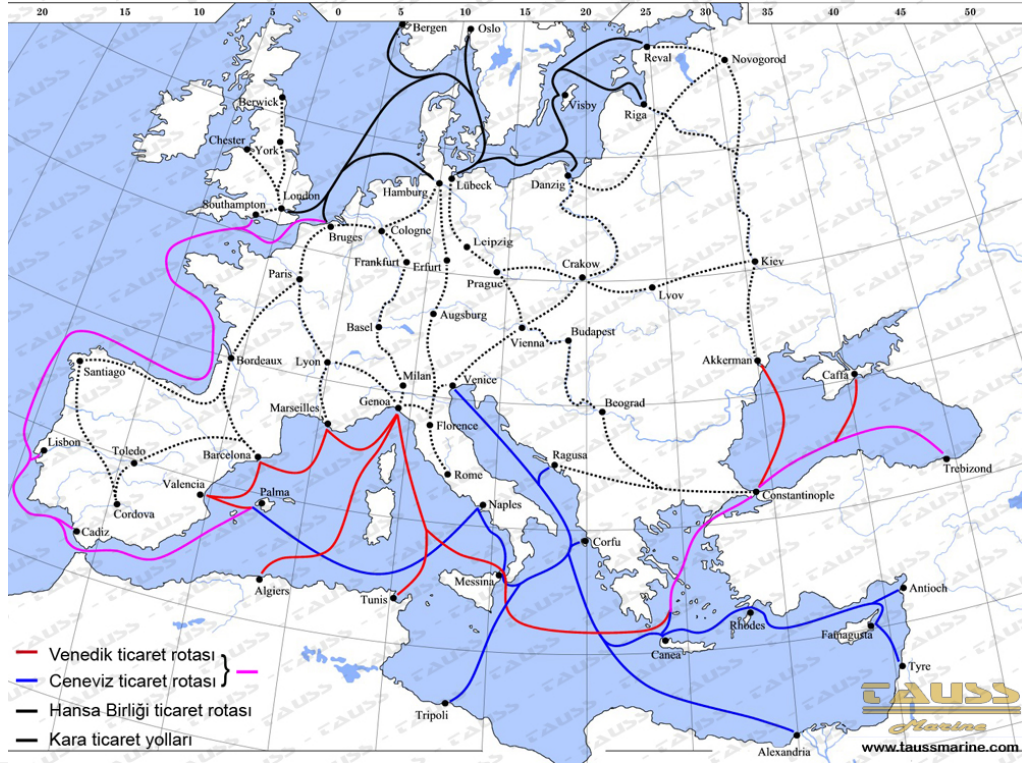 20 15 10 5 0 5 10 15 20 25 30 35 40 45 50
Bergen
Oslo
Reval
Novogorod
Berwick
Visby
Riga
Chester
York
London
Hamburg
Lübeck
Danzig
Southampton
Bruges
Cologne
Leipzig
Frankfurt
Erfurt
Crakow
Kiev
Paris
Prague
Lvov
Augsburg
Basel
Vienna
Budapest
Bordeaux
Lyon
Akkerman
Santiago
Milan
Venice
Caffa
Genoa
Marseilles
Beograd
Florence
Lisbon
Toledo
Barcelona
Ragusa
Trebizond
Valencia
Rome
Palma
Constantinople
Cordova
Naples
Cadiz
Corfu
Messina
Algiers
Antioch
Tunis
Rhodes
Famagusta
Canea
Tyre
Tripoli
Alexandria
Venedik ticaret rotası
Ceneviz ticaret rotası
Hansa Birliği ticaret rotası
Kara ticaret yolları
TAUSS
Marine
www.taussmarine.com